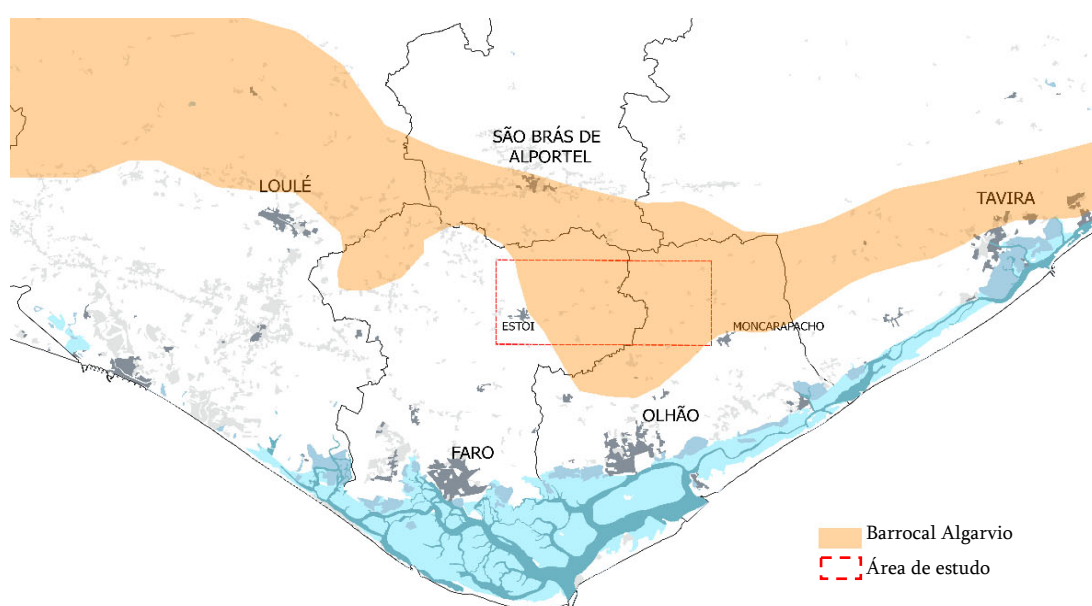 SÃO BRÁS DE
ALPORTEL
LOULÉ
TAVIRA
ESTOI
MONCARAPACHO
OLHÃO
FARO
Barrocal Algarvio
Área de estudo